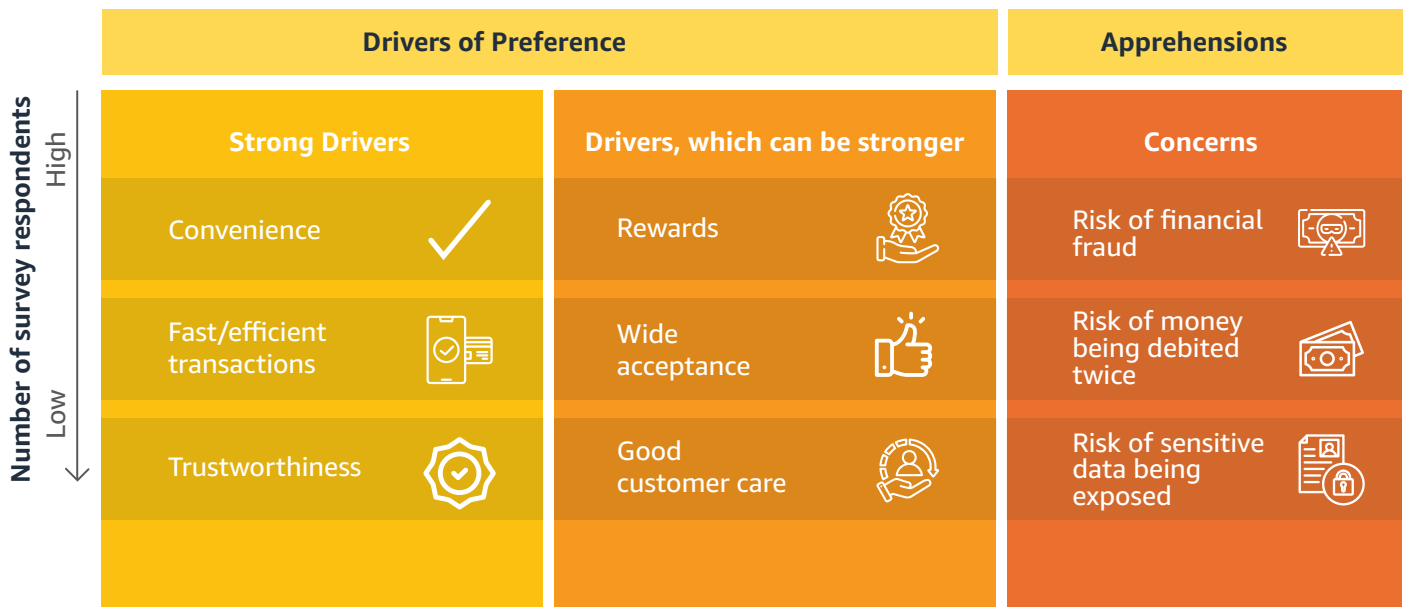 Drivers of Preference
Apprehensions
Number of survey respondents
High
Low
Strong Drivers
Convenience
Fast/efficient
transactions
Trustworthiness
Drivers, which can be stronger
Rewards
Wide
acceptance
Good
customer care
Concerns
Risk of financial
fraud
Risk of money
being debited
twice
Risk of sensitive
data being
exposed